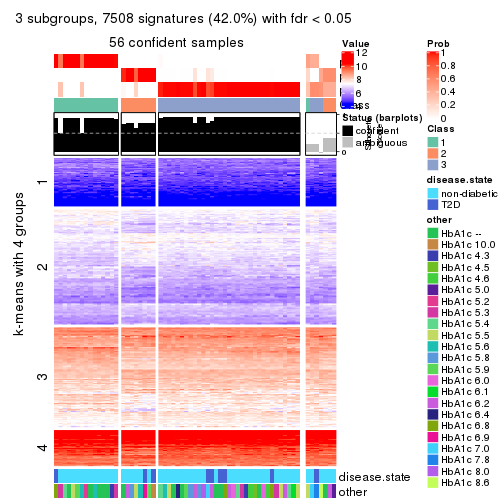 3 subgroups, 7508 signatures (42.0%) with fdr < 0.05
56 confident samples
k-means with 4 groups
1
2
3
4
disease.state
other
Value
12
10
8
6
4
Class
Status (barplots)
confident
ambiguous
0
Prob
1
0.8
0.6
0.4
0.2
0
Class
1
2
3
disease.state
non-diabetic
T2D
other
HbA1c --
HbA1c 10.0
HbA1c 4.3
HbA1c 4.5
HbA1c 4.6
HbA1c 5.0
HbA1c 5.2
HbA1c 5.3
HbA1c 5.4
HbA1c 5.5
HbA1c 5.6
HbA1c 5.8
HbA1c 5.9
HbA1c 6.0
HbA1c 6.1
HbA1c 6.2
HbA1c 6.4
HbA1c 6.8
HbA1c 6.9
HbA1c 7.0
HbA1c 7.8
HbA1c 8.0
HbA1c 8.6